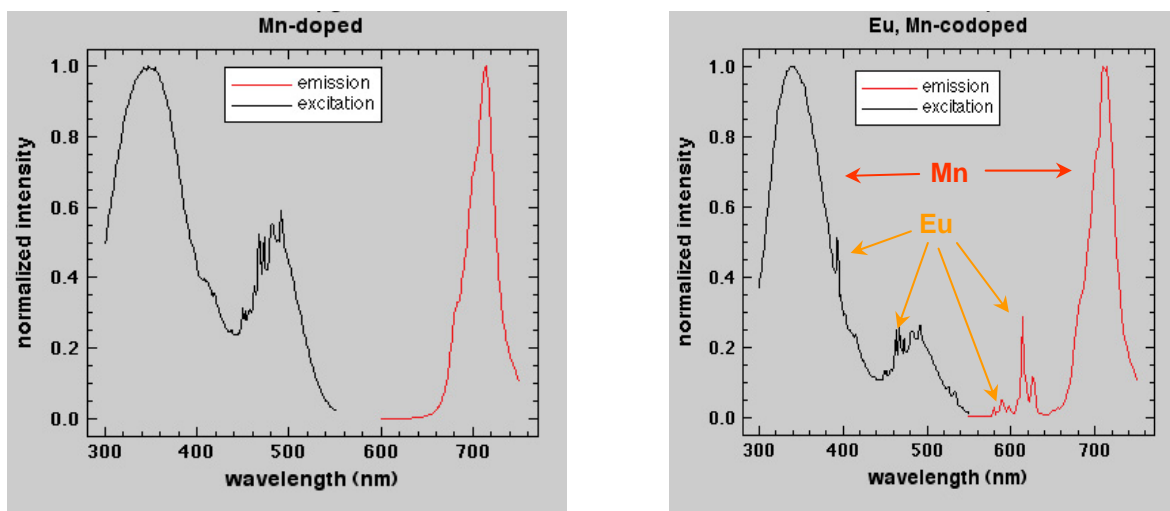 Mn-doped
emission
excitation
1.0
0.8
0.6
0.4
0.2
0.0
normalized intensity
300 400 500 600 700
wavelength (nm)
Eu, Mn-codoped
emission
excitation
1.0
0.8
0.6
0.4
0.2
0.0
normalized intensity
Mn
Eu
300 400 500 600 700
wavelength (nm)